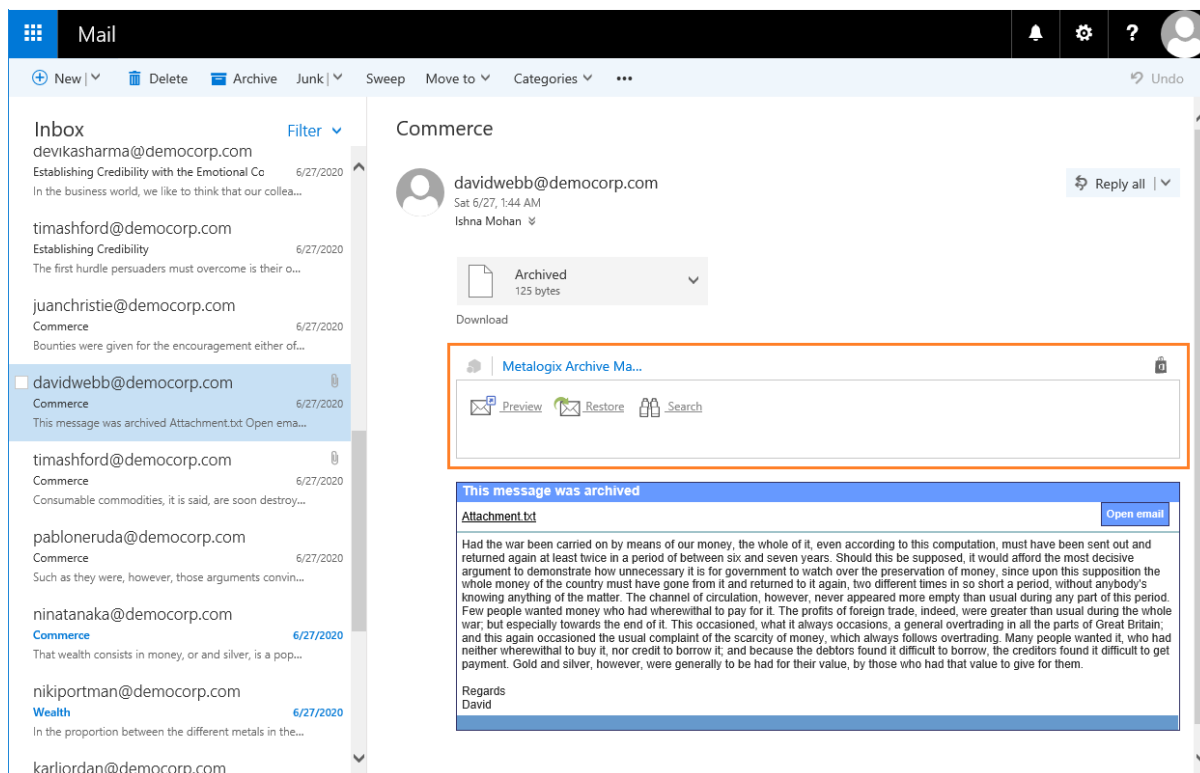 Mail
?
New
Delete
Archive
Junk
Sweep
Move to
Categories
•••
Undo
Inbox
Filter
devikasharma@democorp.com
Establishing Credibility with the Emotional Co 6/27/2020
In the business world, we like to think that our collea...
timashford@democorp.com
Establishing Credibility 6/27/2020
The first hurdle persuaders must overcome is their o...
juanchristie@democorp.com
Commerce 6/27/2020
Bounties were given for the encouragement either of...
davidwebb@democorp.com
Commerce 6/27/2020
This message was archived Attachment.txt Open ema...
timashford@democorp.com
Commerce 6/27/2020
Consumable commodities, it is said, are soon destroy...
pabloneruda@democorp.com
Commerce 6/27/2020
Such as they were, however, those arguments convin...
ninatanaka@democorp.com
Commerce 6/27/2020
That wealth consists in money, or and silver, is a pop...
nikiportman@democorp.com
Wealth 6/27/2020
In the proportion between the different metals in the...
karljordan@democorp.com
Commerce
davidwebb@democorp.com
Sat 6/27, 1:44 AM
Ishna Mohan
Reply all
Archived
125 bytes
Download
Metalogix Archive Ma...
Preview Restore Search
This message was archived
Attachment.txt
Open email
Had the war been carried on by means of our money, the whole of it, even according to this computation, must have been sent out and
returned again at least twice in a period of between six and seven years. Should this be supposed, it would afford the most decisive
argument to demonstrate how unnecessary it is for government to watch over the preservation of money, since upon this supposition the
whole money of the country must have gone from it and returned to it again, two different times in so short a period, without anybody's
knowing anything of the matter. The channel of circulation, however, never appeared more empty than usual during any part of this period.
Few people wanted money who had wherewithal to pay for it. The profits of foreign trade, indeed, were greater than usual during the whole
war; but especially towards the end of it. This occasioned, what it always occasions, a general overtrading in all the parts of Great Britain;
and this again occasioned the usual complaint of the scarcity of money, which always follows overtrading. Many people wanted it, who had
neither wherewithal to buy it, nor credit to borrow it; and because the debtors found it difficult to borrow, the creditors found it difficult to get
payment. Gold and silver, however, were generally to be had for their value, by those who had that value to give for them.
Regards
David